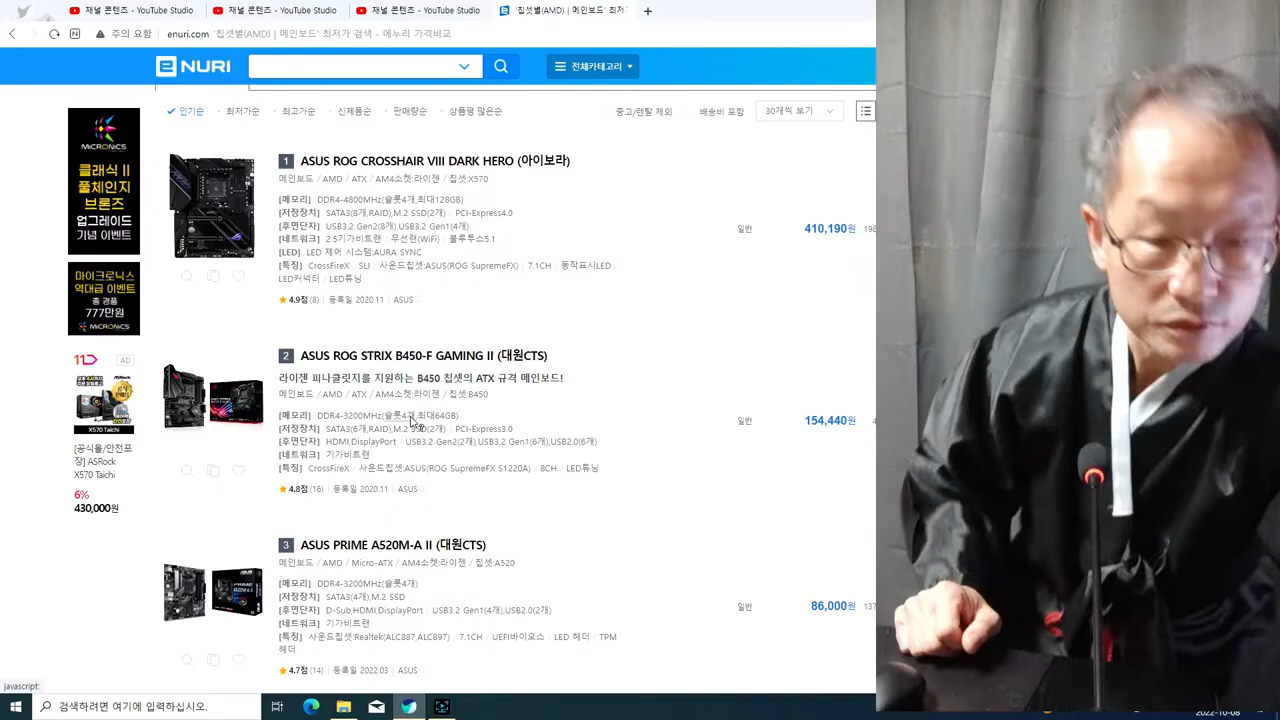 채널 콘텐츠 - YouTube Studio
채널 콘텐츠 - YouTube Studio
채널 콘텐츠 - YouTube Studio
'칩셋별(AMD) | 메인보드' 최저가
주의 요함 enuri.com '칩셋별(AMD) | 메인보드' 최저가 검색 - 에누리 가격비교
ENURI
전체카테고리
인기순 최저가순 최고가순 신제품순 판매량순 상품평 많은순 중고/렌탈 제외 배송비 포함 30개씩 보기
MiCRONiCS
클래식 II
풀체인지
브론즈
업그레이드
기념 이벤트
마이크로닉스
역대급 이벤트
총 경품
777만원
MiCRONiCS
AD
X570 Taichi
[공식몰/안전포
장] ASRock
X570 Taichi
6%
430,000원
1 ASUS ROG CROSSHAIR VIII DARK HERO (아이보라)
메인보드 / AMD / ATX / AM4소켓:라이젠 / 칩셋:X570
[메모리] DDR4-4800MHz(슬롯4개,최대128GB)
[저장장치] SATA3(8개,RAID),M.2 SSD(2개) / PCI-Express4.0
[후면단자] USB3.2 Gen2(8개),USB3.2 Gen1(4개)
[네트워크] 2.5기가비트랜 / 무선랜(WiFi) / 블루투스5.1
[LED] LED 제어 시스템:AURA SYNC
[특징] CrossFireX / SLI / 사운드칩셋:ASUS(ROG SupremeFX) / 7.1CH / 동작표시LED /
LED커넥터 / LED튜닝
4.9점 (8) | 등록일 2020.11 | ASUS
일반 410,190원 196
2 ASUS ROG STRIX B450-F GAMING II (대원CTS)
라이젠 피나클릿지를 지원하는 B450 칩셋의 ATX 규격 메인보드!
메인보드 / AMD / ATX / AM4소켓:라이젠 / 칩셋:B450
[메모리] DDR4-3200MHz(슬롯4개,최대64GB)
[저장장치] SATA3(6개,RAID),M.2 SSD(2개) / PCI-Express3.0
[후면단자] HDMI,DisplayPort / USB3.2 Gen2(2개),USB3.2 Gen1(6개),USB2.0(6개)
[네트워크] 기가비트랜
[특징] CrossFireX / 사운드칩셋:ASUS(ROG SupremeFX S1220A) / 8CH / LED튜닝
4.8점 (16) | 등록일 2020.11 | ASUS
일반 154,440원
3 ASUS PRIME A520M-A II (대원CTS)
메인보드 / AMD / Micro-ATX / AM4소켓:라이젠 / 칩셋:A520
[메모리] DDR4-3200MHz(슬롯4개)
[저장장치] SATA3(4개),M.2 SSD
[후면단자] D-Sub,HDMI,DisplayPort / USB3.2 Gen1(4개),USB2.0(2개)
[네트워크] 기가비트랜
[특징] 사운드칩셋:Realtek(ALC887,ALC897) / 7.1CH / UEFI바이오스 / LED 헤더 / TPM
헤더
4.7점 (14) | 등록일 2022.03 | ASUS
일반 86,000원 137
javascript:
검색하려면 여기에 입력하십시오.
2022-10-08